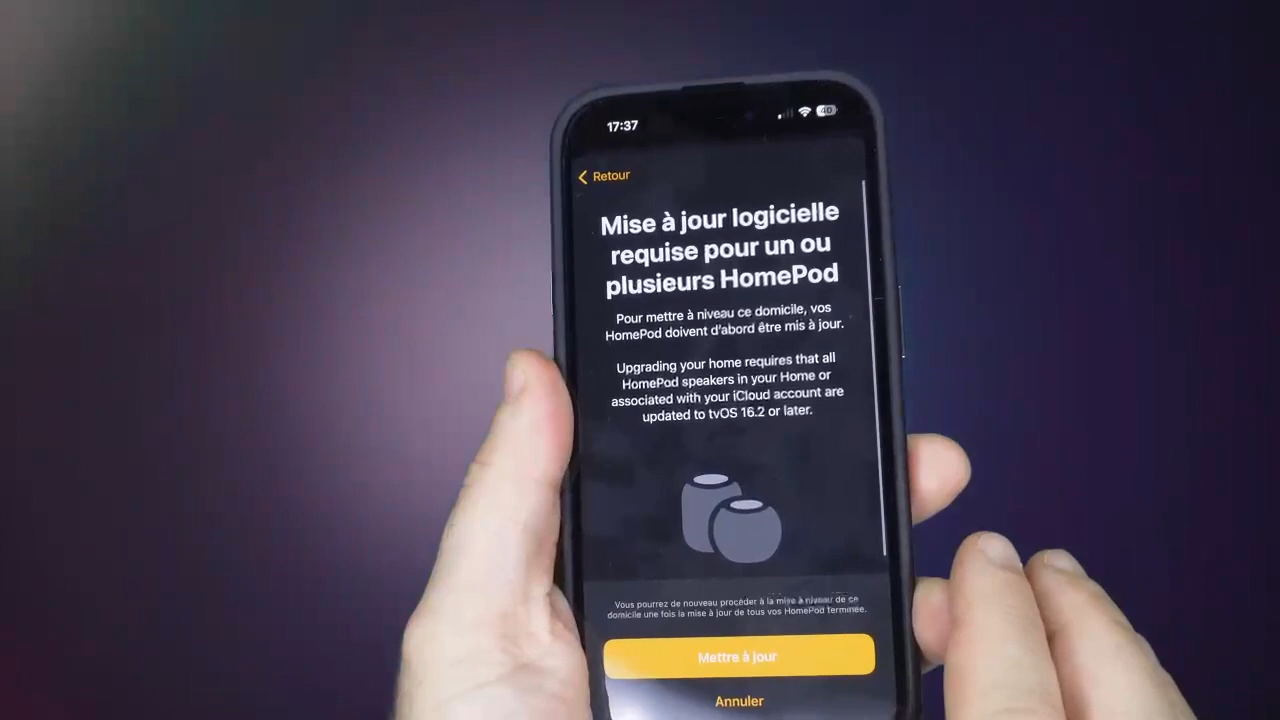 17:37
40
Retour
Mise à jour logicielle
requise pour un ou
plusieurs HomePod
Pour mettre à niveau ce domicile, vos
HomePod doivent d'abord être mis à jour.
Upgrading your home requires that all
HomePod speakers in your Home or
associated with your iCloud account are
updated to tvOS 16.2 or later.
Vous pourrez de nouveau procéder à la mise à niveau de ce
domicile une fois la mise à jour de tous vos HomePod terminée.
Mettre à jour
Annuler